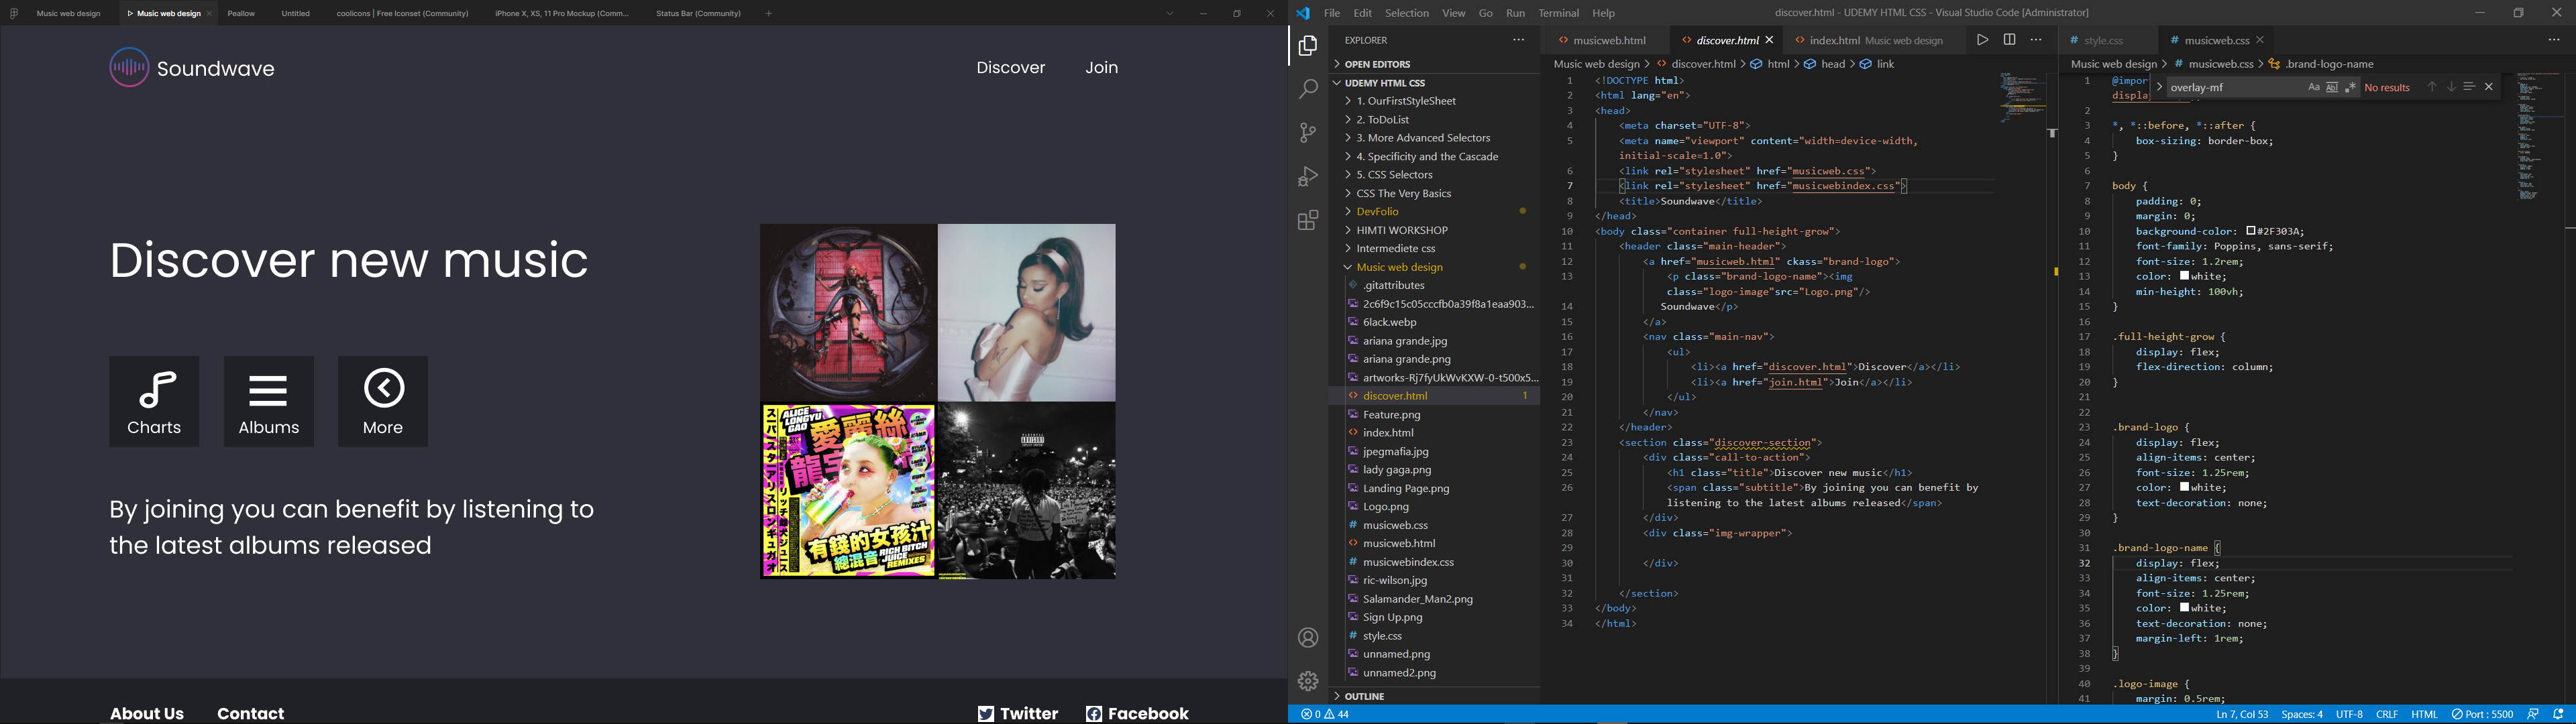 Music web design
Music web design
Peallow
Untitled
coolicons | Free Iconset (Community)
iPhone X, XS, 11 Pro Mockup (Comm...
Status Bar (Community)
Soundwave
Discover
Join
Discover new music
Charts
Albums
More
By joining you can benefit by listening to
the latest albums released
ALICE
LONGYU
GAO
愛麗絲
有錢的女孩汁
總混音
RICH BITCH
JUICE
REMIXES
About Us
Contact
Twitter
Facebook
File Edit Selection View Go Run Terminal Help
discover.html - UDEMY HTML CSS - Visual Studio Code [Administrator]
EXPLORER
OPEN EDITORS
UDEMY HTML CSS
1. OurFirstStyleSheet
2. ToDoList
3. More Advanced Selectors
4. Specificity and the Cascade
5. CSS Selectors
CSS The Very Basics
DevFolio
HIMTI WORKSHOP
Intermediete css
Music web design
.gitattributes
2c6f9c15c05cccfb0a39f8a1eaa903...
6lack.webp
ariana grande.jpg
ariana grande.png
artworks-Rj7fyUkWvKXW-0-t500x5...
discover.html 1
Feature.png
index.html
jpegmafia.jpg
lady gaga.png
Landing Page.png
Logo.png
musicweb.css
musicweb.html
musicwebindex.css
ric-wilson.jpg
Salamander_Man2.png
Sign Up.png
style.css
unnamed.png
unnamed2.png
OUTLINE
musicweb.html
discover.html
index.html Music web design
Music web design > discover.html > html > head > link
1 <!DOCTYPE html>
2 <html lang="en">
3 <head>
4 <meta charset="UTF-8">
5 <meta name="viewport" content="width=device-width,
initial-scale=1.0">
6 <link rel="stylesheet" href="musicweb.css">
7 <link rel="stylesheet" href="musicwebindex.css">
8 <title>Soundwave</title>
9 </head>
10 <body class="container full-height-grow">
11 <header class="main-header">
12 <a href="musicweb.html" ckass="brand-logo">
13 <p class="brand-logo-name"><img
class="logo-image"src="Logo.png"/>
14 Soundwave</p>
15 </a>
16 <nav class="main-nav">
17 <ul>
18 <li><a href="discover.html">Discover</a></li>
19 <li><a href="join.html">Join</a></li>
20 </ul>
21 </nav>
22 </header>
23 <section class="discover-section">
24 <div class="call-to-action">
25 <h1 class="title">Discover new music</h1>
26 <span class="subtitle">By joining you can benefit by
listening to the latest albums released</span>
27 </div>
28 <div class="img-wrapper">
29
30 </div>
31
32 </section>
33 </body>
34 </html>
style.css
musicweb.css
Music web design > musicweb.css > .brand-logo-name
overlay-mf
No results
1 @impor
displa
2
3 *, *::before, *::after {
4 box-sizing: border-box;
5 }
6
7 body {
8 padding: 0;
9 margin: 0;
10 background-color: #2F303A;
11 font-family: Poppins, sans-serif;
12 font-size: 1.2rem;
13 color: white;
14 min-height: 100vh;
15 }
16
17 .full-height-grow {
18 display: flex;
19 flex-direction: column;
20 }
21
22
23 .brand-logo {
24 display: flex;
25 align-items: center;
26 font-size: 1.25rem;
27 color: white;
28 text-decoration: none;
29 }
30
31 .brand-logo-name {
32 display: flex;
33 align-items: center;
34 font-size: 1.25rem;
35 color: white;
36 text-decoration: none;
37 margin-left: 1rem;
38 }
39
40 .logo-image {
41 margin: 0.5rem;
0 44
Ln 7, Col 53 Spaces: 4 UTF-8 CRLF HTML Port : 5500